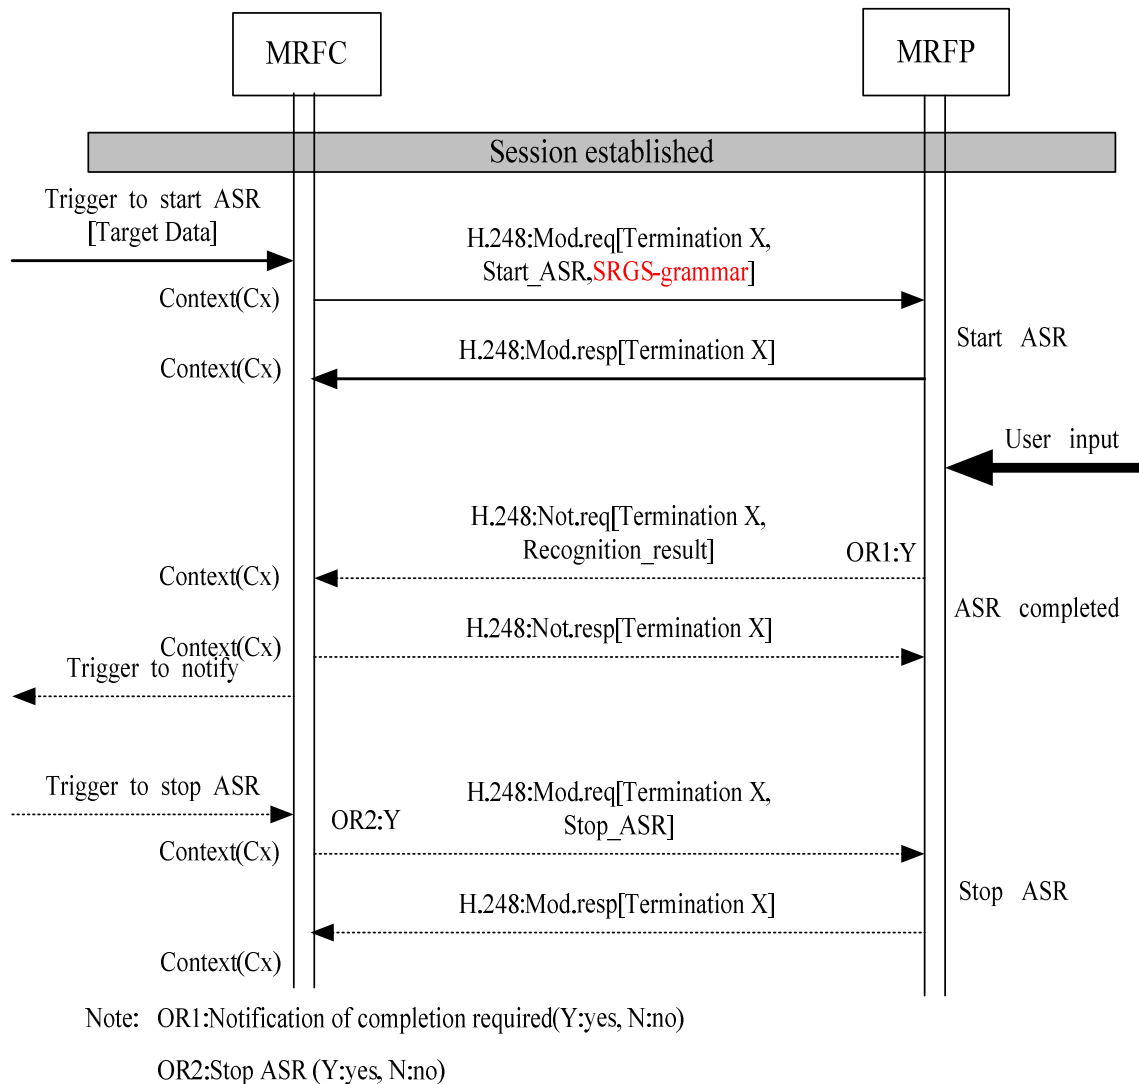 MRFC
MRFP
Session established
Trigger to start ASR
[Target Data]
H.248:Mod.req[Termination X,
Start_ASR,SRGS-grammar]
Context(Cx)
Start ASR
H.248:Mod.resp[Termination X]
Context(Cx)
User input
H.248:Not.req[Termination X,
Recognition_result]
OR1:Y
Context(Cx)
ASR completed
H.248:Not.resp[Termination X]
Context(Cx)
Trigger to notify
Trigger to stop ASR
H.248:Mod.req[Termination X,
Stop_ASR]
OR2:Y
Context(Cx)
Stop ASR
H.248:Mod.resp[Termination X]
Context(Cx)
Note: OR1:Notification of completion required(Y:yes, N:no)
OR2:Stop ASR (Y:yes, N:no)